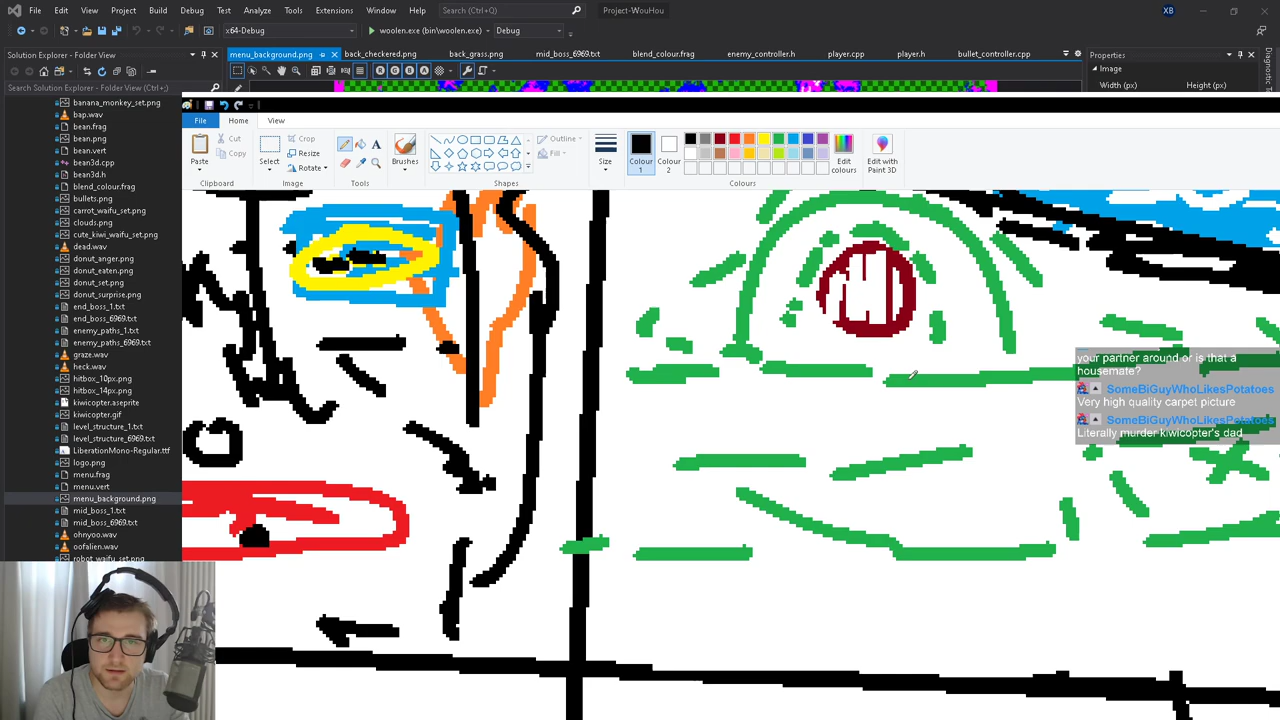 File Edit View Project Build Debug Test Analyze Tools Extensions Window Help Search (Ctrl+;) Project-WouHou XB
x64-Debug woolen.exe (bin\woolen.exe) Debug
Solution Explorer - Folder View menu_background.png back_checkered.png back_grass.png mid_boss_6969.txt blend_colour.frag enemy_controller.h player.cpp player.h bullet_controller.cpp Properties
Image
Search Solution Explorer - Folder View (Ctrl+;) Width (px) Height (px)
banana_monkey_set.png
bap.wav
bean.frag
bean.png
bean.vert
bean3d.cpp
bean3d.h
blend_colour.frag
bullets.png
carrot_waifu_set.png
clouds.png
cute_kiwi_waifu_set.png
dead.wav
donut_anger.png
donut_eaten.png
donut_set.png
donut_surprise.png
end_boss_1.txt
end_boss_6969.txt
enemy_paths_1.txt
enemy_paths_6969.txt
graze.wav
heck.wav
hitbox_10px.png
hitbox_14px.png
kiwicopter.aseprite
kiwicopter.gif
level_structure_1.txt
level_structure_6969.txt
LiberationMono-Regular.ttf
logo.png
menu.frag
menu.vert
menu_background.png
mid_boss_1.txt
mid_boss_6969.txt
ohnyoo.wav
oofalien.wav
robot_waifu_set.png
File Home View
Paste Cut Copy
Clipboard
Select Crop Resize Rotate
Image
A
Tools
Brushes
Outline Fill
Shapes
Size
Colour 1
Colour 2
Edit colours
Edit with Paint 3D
Colours
your partner around or is that a
housemate?
SomeBiGuyWhoLikesPotatoes
Very high quality carpet picture
SomeBiGuyWhoLikesPotatoes
Literally murder kiwicopter's dad